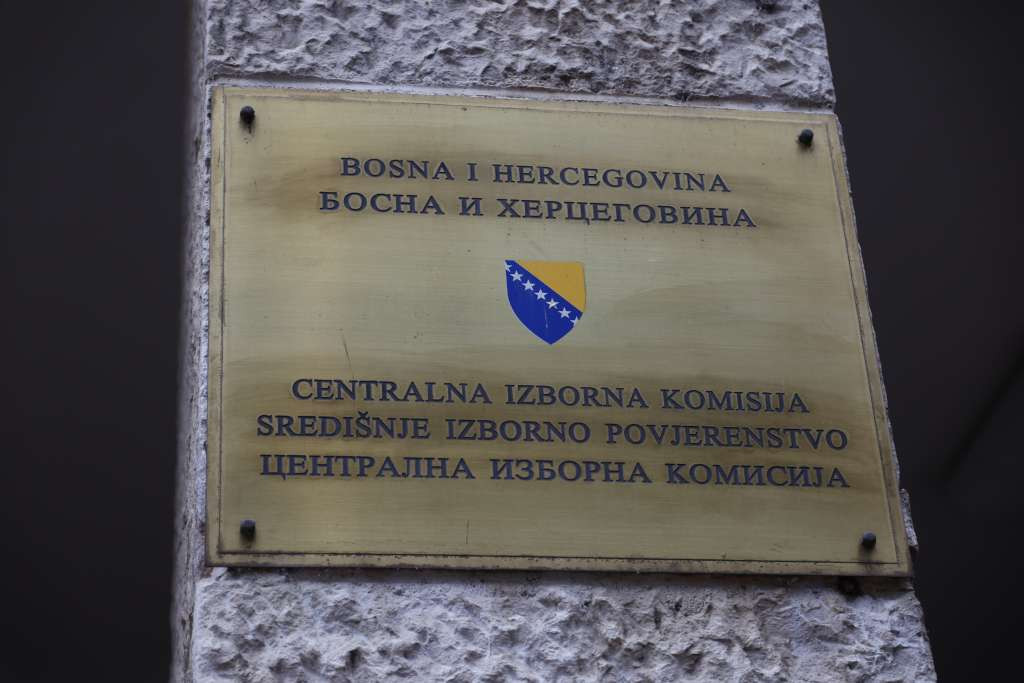 BOSNA I HERCEGOVINA
БОСНА И ХЕРЦЕГОВИНА
CENTRALNA IZBORNA KOMISIJA
SREDIŠNJE IZBORNO POVJERENSTVO
ЦЕНТРАЛНА ИЗБОРНА КОМИСИЈА